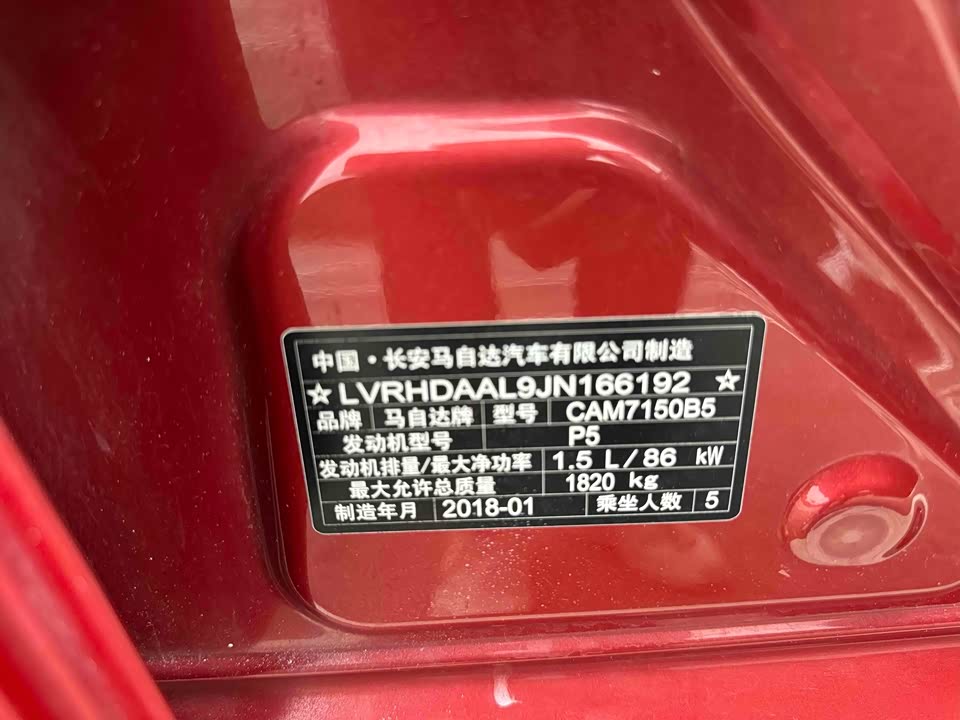 中国·长安马自达汽车有限公司制造
☆LVRHDAAL9JN166192☆
品牌 马自达牌 型号 CAM7150B5
发动机型号 P5
发动机排量/最大净功率 1.5 L/86 kW
最大允许总质量 1820 kg
制造年月 2018-01 乘坐人数 5